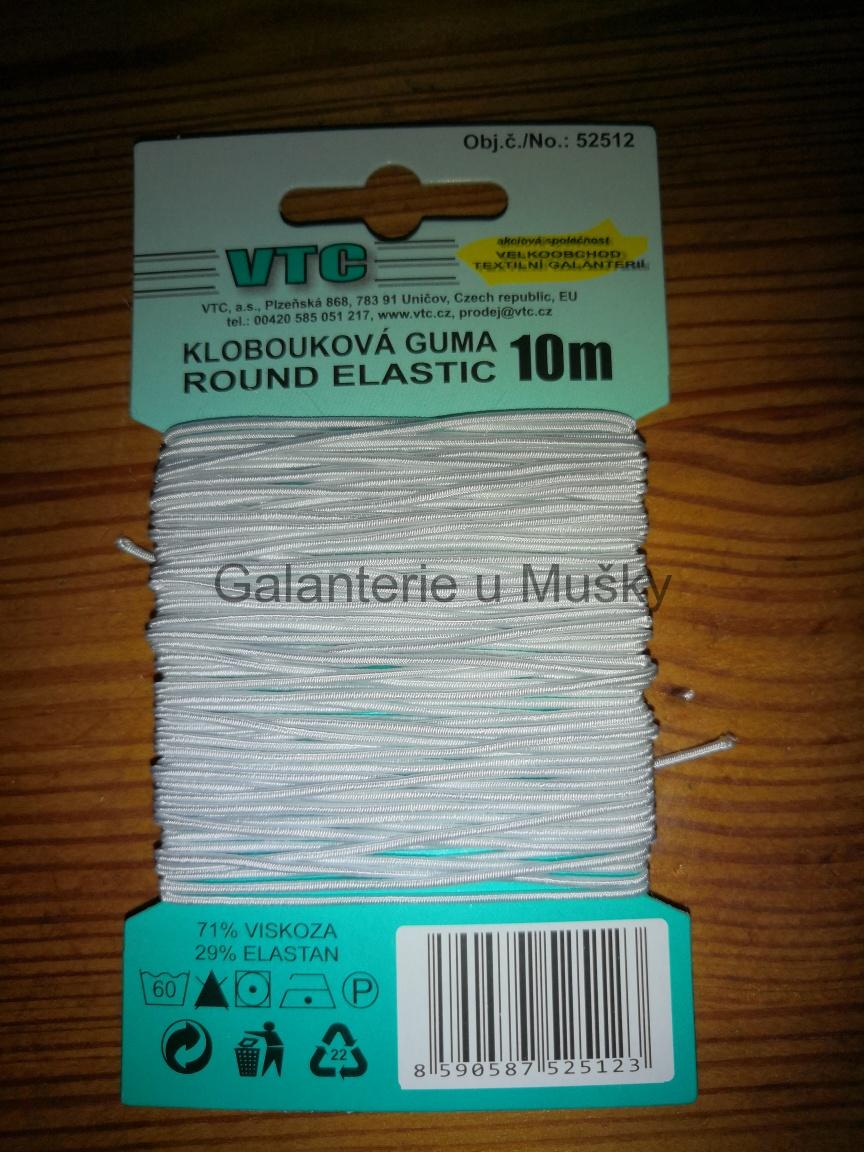 Obj.č./No.: 52512
VTC
akciová společnost
VELKOOBCHOD
TEXTILNÍ GALANTERIÍ
VTC, a.s., Plzeňská 868, 783 91 Uničov, Czech republic, EU
tel.: 00420 585 051 217, www.vtc.cz, prodej@vtc.cz
KLOBOUKOVÁ GUMA
ROUND ELASTIC
10m
Galanterie u Mušky
71% VISKOZA
29% ELASTAN
60
P
22
8 590587 525123